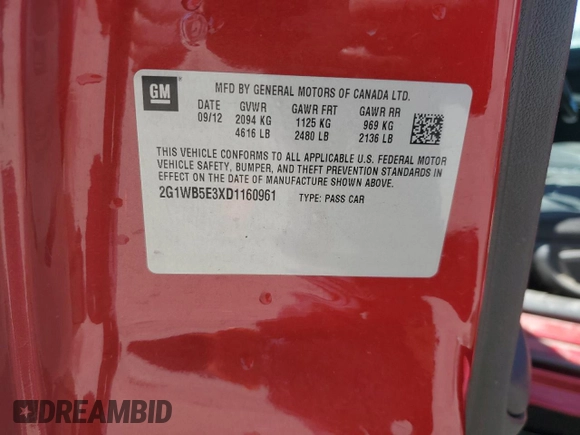 GM
MFD BY GENERAL MOTORS OF CANADA LTD.
DATE GVWR GAWR FRT GAWR RR
09/12 2094 KG 1125 KG 969 KG
4616 LB 2480 LB 2136 LB
THIS VEHICLE CONFORMS TO ALL APPLICABLE U.S. FEDERAL MOTOR
VEHICLE SAFETY, BUMPER, AND THEFT PREVENTION STANDARDS IN
EFFECT ON THE DATE OF MANUFACTURE SHOWN ABOVE.
2G1WB5E3XD1160961 TYPE: PASS CAR
DREAMBID